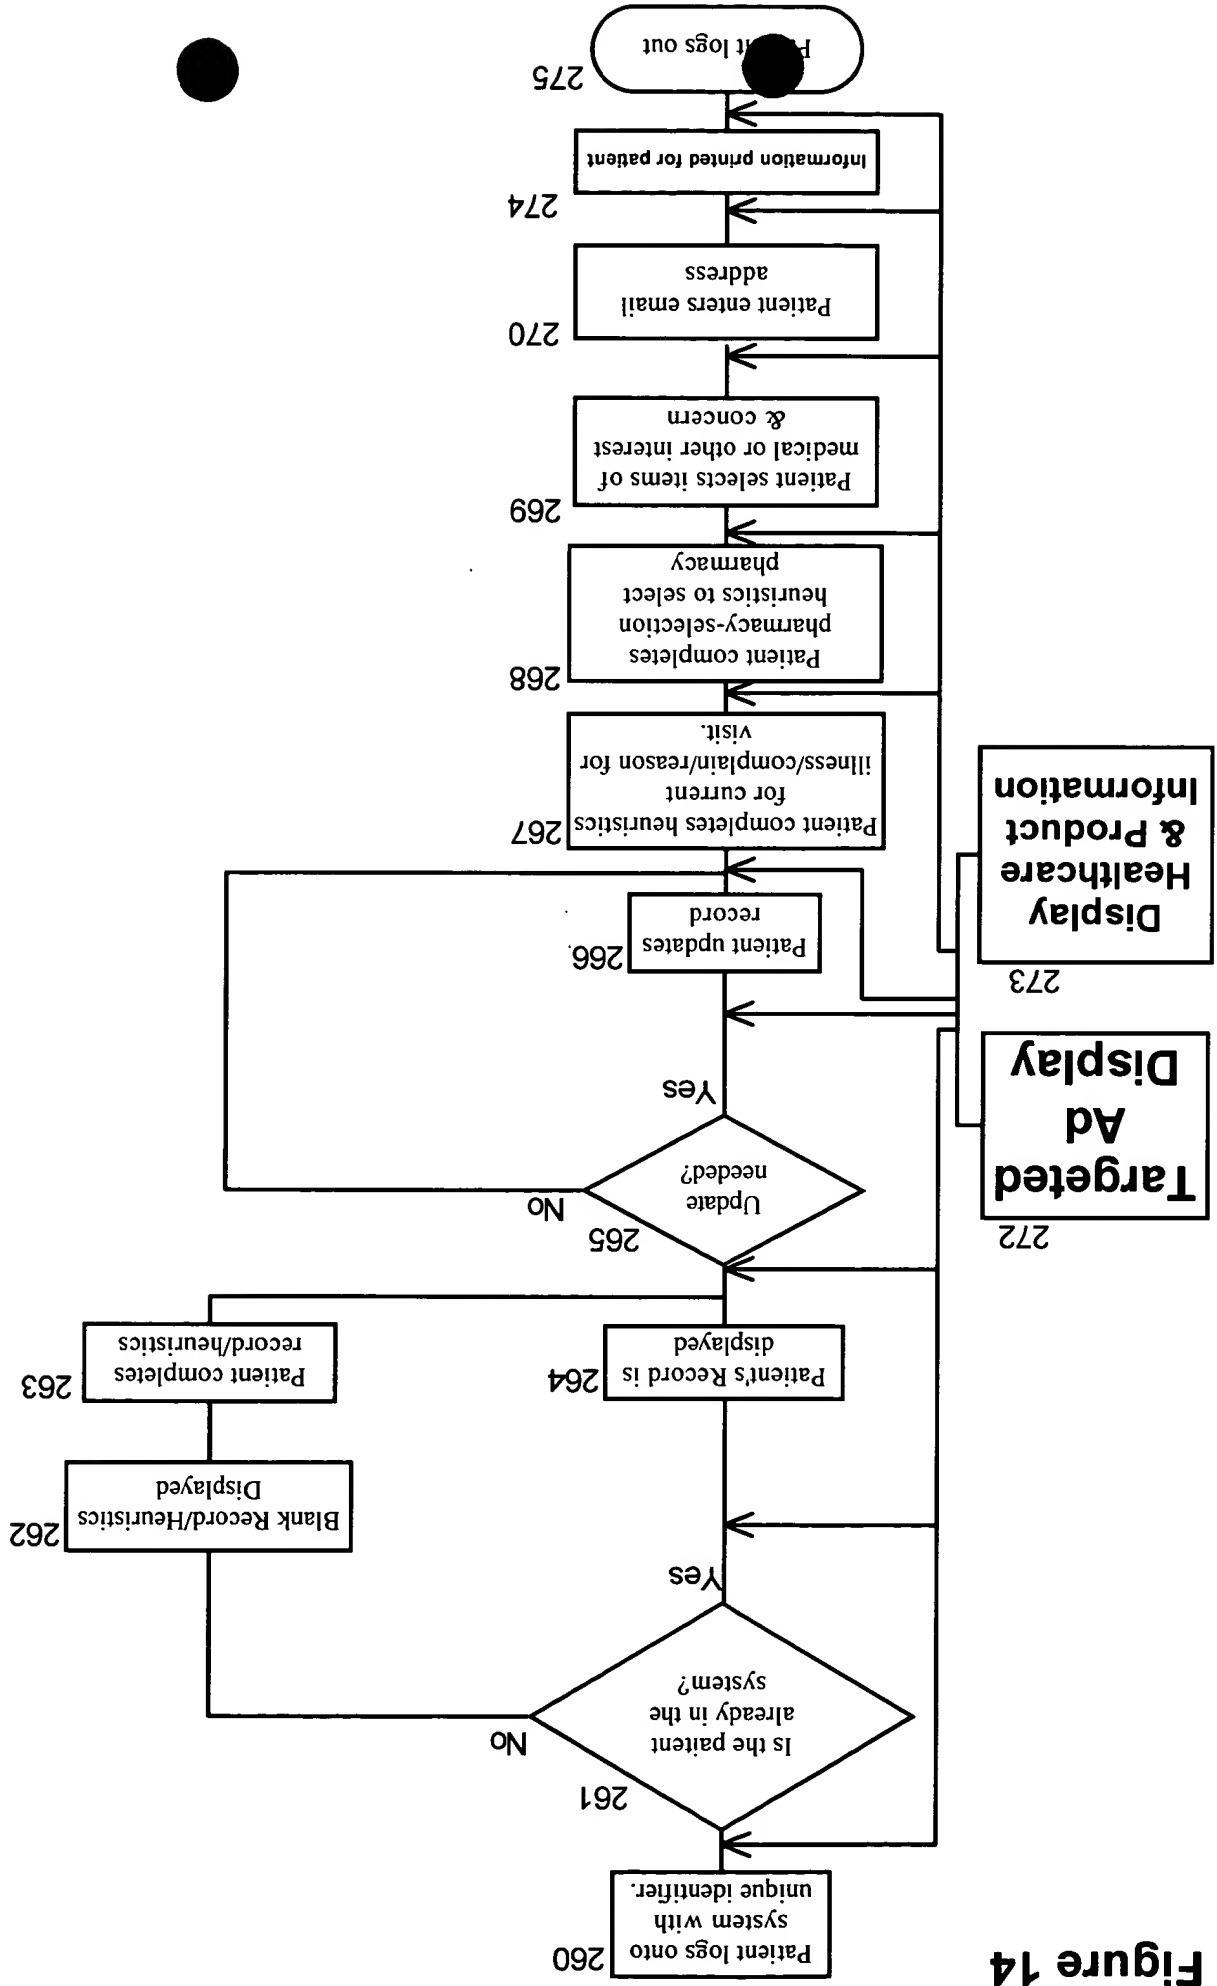 Figure 14
260
Patient logs onto
system with
unique identifier.
261
Is the paitent
already in the
system?
No
Yes
262
Blank Record/Heuristics
Displayed
263
Patient completes
record/heuristics
264
Patient's Record is
displayed
265
Update
needed?
No
Yes
272
Targeted
Ad
Display
273
Display
Healthcare
& Product
Information
266
Patient updates
record
267
Patient completes heuristics
for current
illness/complain/reason for
visit.
268
Patient completes
pharmacy-selection
heuristics to select
pharmacy
269
Patient selects items of
medical or other interest
& concern
270
Patient enters email
address
274
Information printed for patient
275
logs out